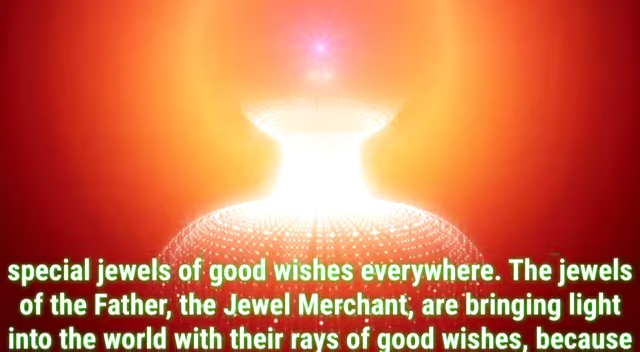 special jewels of good wishes everywhere. The jewels
of the Father, the Jewel Merchant, are bringing light
into the world with their rays of good wishes, because